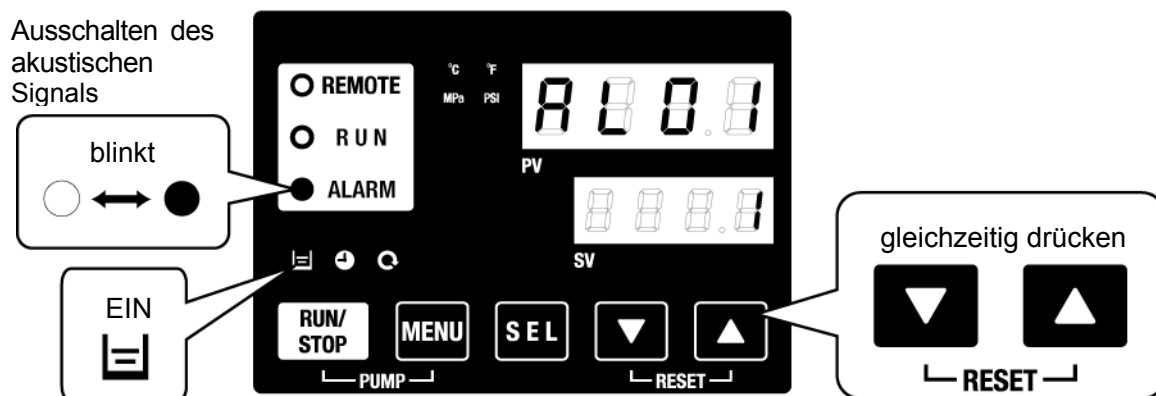 Ausschalten des
akustischen
Signals
blinkt
EIN
REMOTE
RUN
ALARM
°C °F
MPa PSI
AL01
PV
1
SV
RUN/
STOP
MENU
SEL
PUMP
RESET
gleichzeitig drücken
RESET